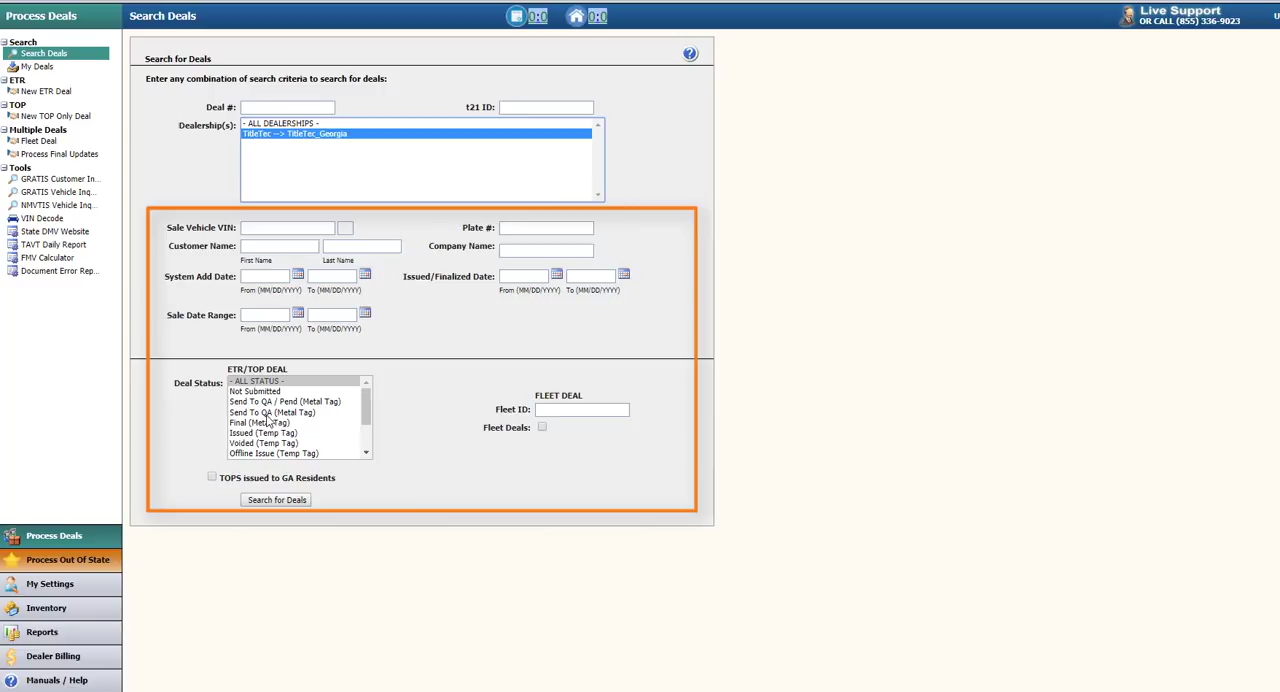 Process Deals
Search Deals
0:0
0:0
Live Support
OR CALL (855) 336-9023
U
Search
Search Deals
My Deals
ETR
New ETR Deal
TOP
New TOP Only Deal
Multiple Deals
Fleet Deal
Process Final Updates
Tools
GRATIS Customer In...
GRATIS Vehicle Inq...
NMVTIS Vehicle Inq...
VIN Decode
State DMV Website
TAVT Daily Report
FMV Calculator
Document Error Rep...
Search for Deals
Enter any combination of search criteria to search for deals:
Deal #:
t21 ID:
Dealership(s):
- ALL DEALERSHIPS -
TitleTec --> TitleTec_Georgia
Sale Vehicle VIN:
Plate #:
Customer Name:
First Name
Last Name
Company Name:
System Add Date:
From (MM/DD/YYYY)
To (MM/DD/YYYY)
Issued/Finalized Date:
From (MM/DD/YYYY)
To (MM/DD/YYYY)
Sale Date Range:
From (MM/DD/YYYY)
To (MM/DD/YYYY)
ETR/TOP DEAL
Deal Status:
- ALL STATUS -
Not Submitted
Send To QA / Pend (Metal Tag)
Send To QA (Metal Tag)
Final (Metal Tag)
Issued (Temp Tag)
Voided (Temp Tag)
Offline Issue (Temp Tag)
FLEET DEAL
Fleet ID:
Fleet Deals:
TOPS issued to GA Residents
Search for Deals
Process Deals
Process Out Of State
My Settings
Inventory
Reports
Dealer Billing
Manuals / Help